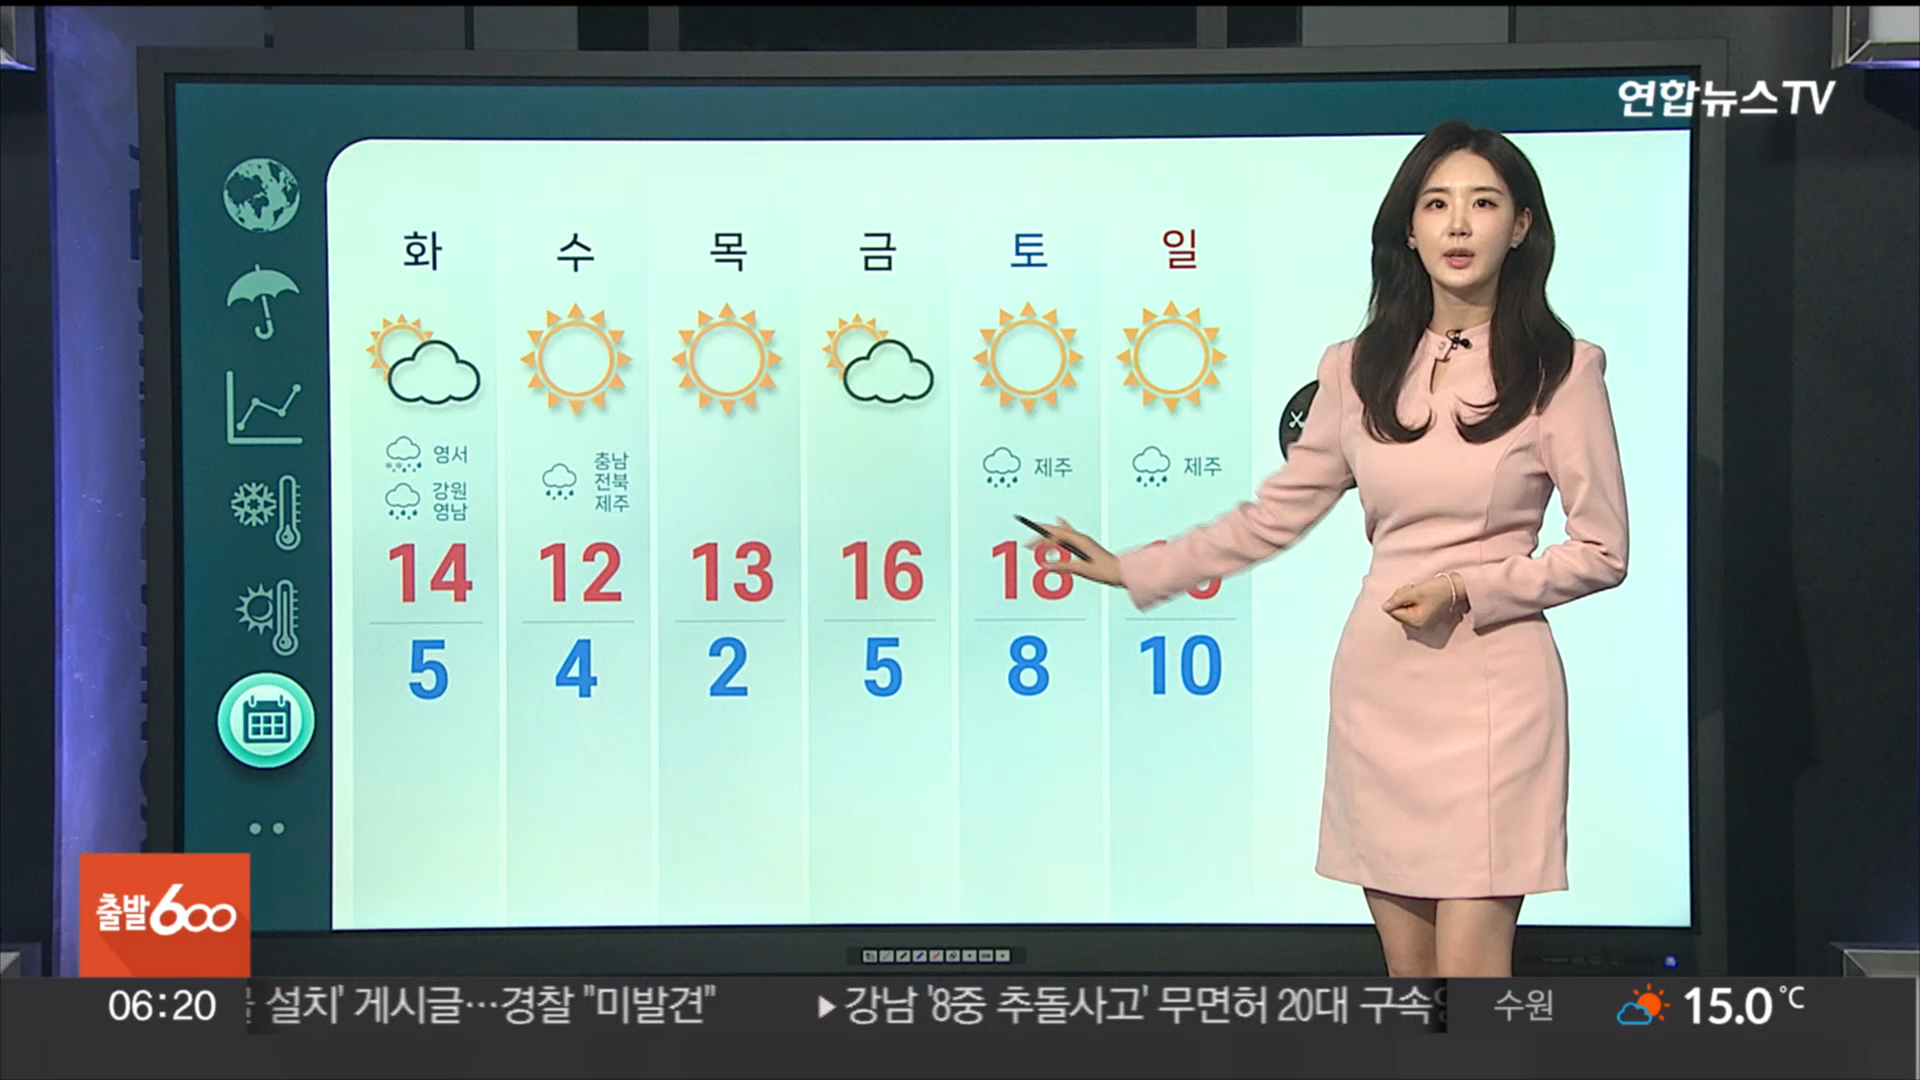 연합뉴스TV
화 수 목 금 토 일
영서
강원
영남
충남
전북
제주
제주
제주
14 12 13 16 18
5 4 2 5 8 10
출발600
06:20 설치' 게시글…경찰 "미발견" ▶강남 '8중 추돌사고' 무면허 20대 구속 수원 15.0℃